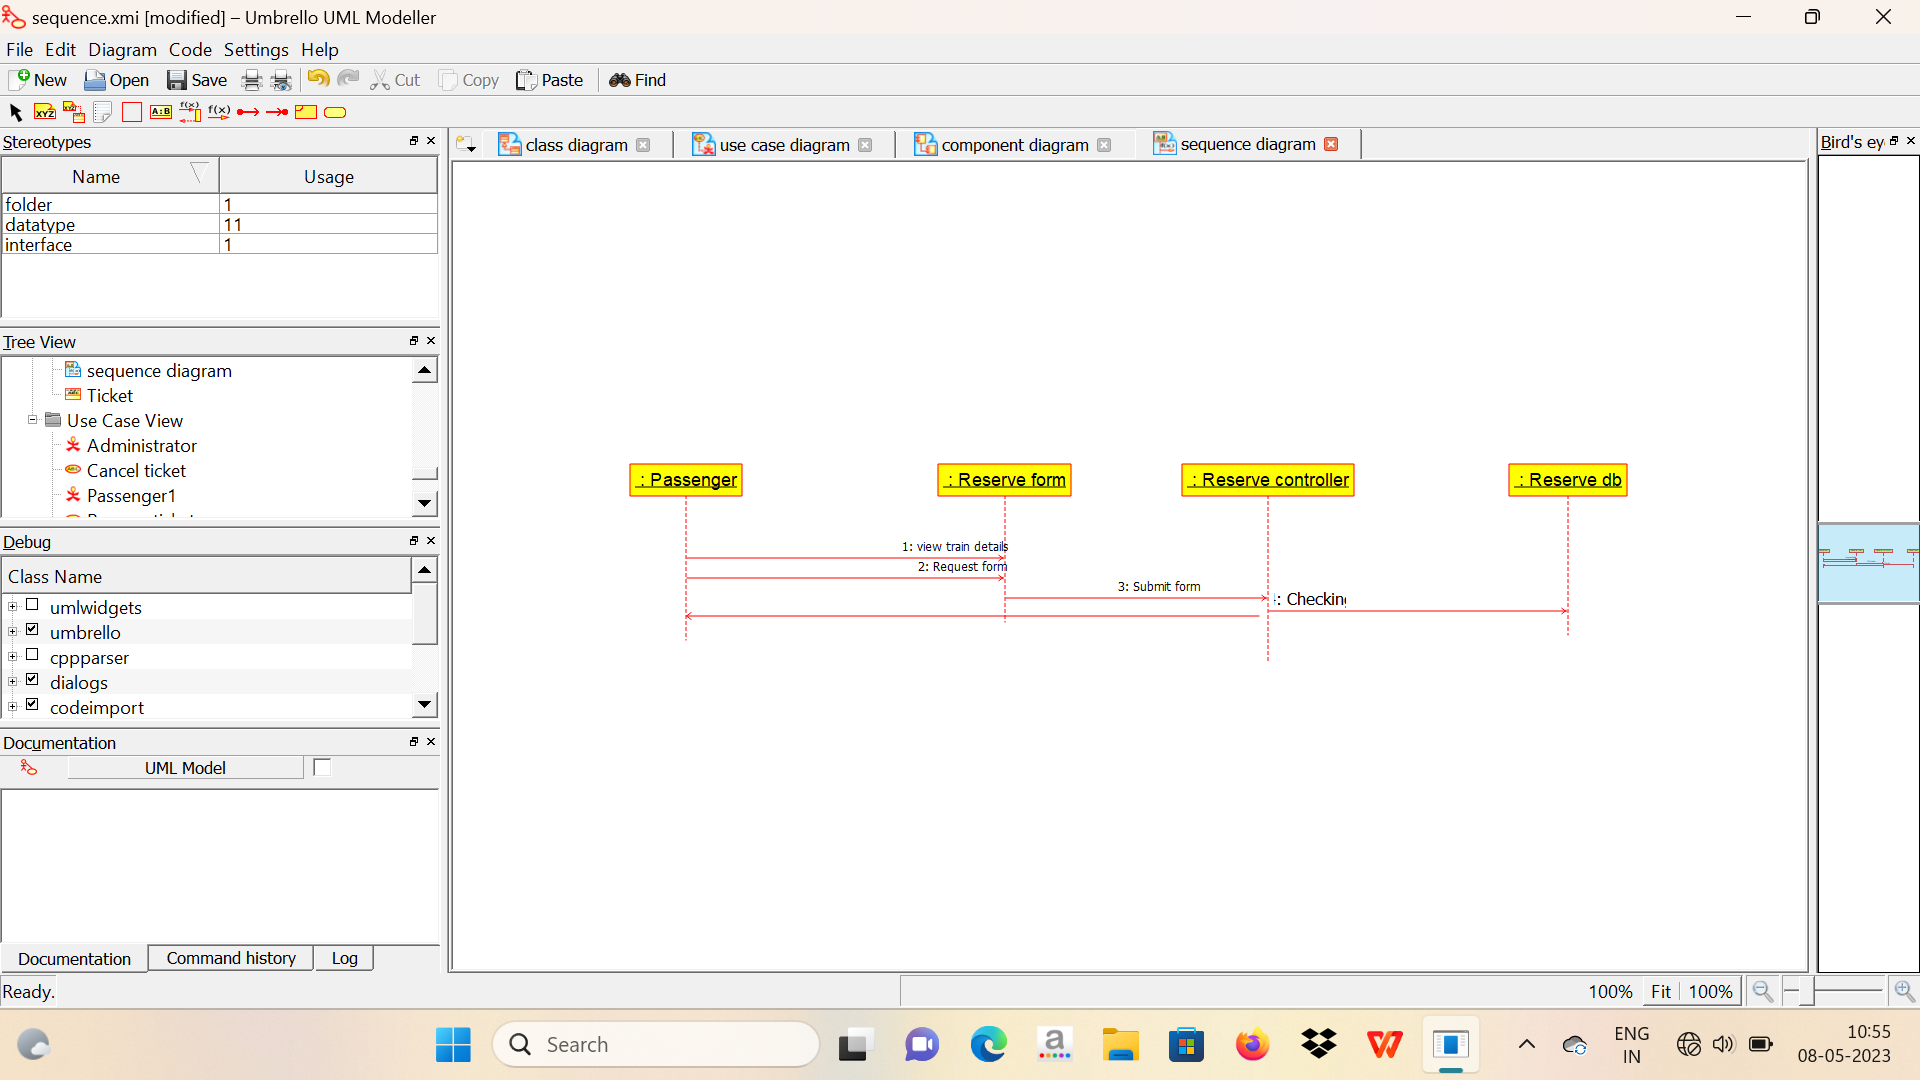 sequence.xmi [modified] – Umbrello UML Modeller
File Edit Diagram Code Settings Help
New Open Save Cut Copy Paste Find
XYZ XYZ A:B f(x) f(x)
Stereotypes
Name Usage
folder 1
datatype 11
interface 1
Tree View
sequence diagram
Ticket
Use Case View
Administrator
Cancel ticket
Passenger1
Debug
Class Name
umlwidgets
umbrello
cppparser
dialogs
codeimport
Documentation
UML Model
Documentation Command history Log
Ready.
class diagram use case diagram component diagram sequence diagram
: Passenger : Reserve form : Reserve controller : Reserve db
1: view train details
2: Request form
3: Submit form
: Checking
Bird's ey
100% Fit 100%
Search
a
ENG
IN
10:55
08-05-2023